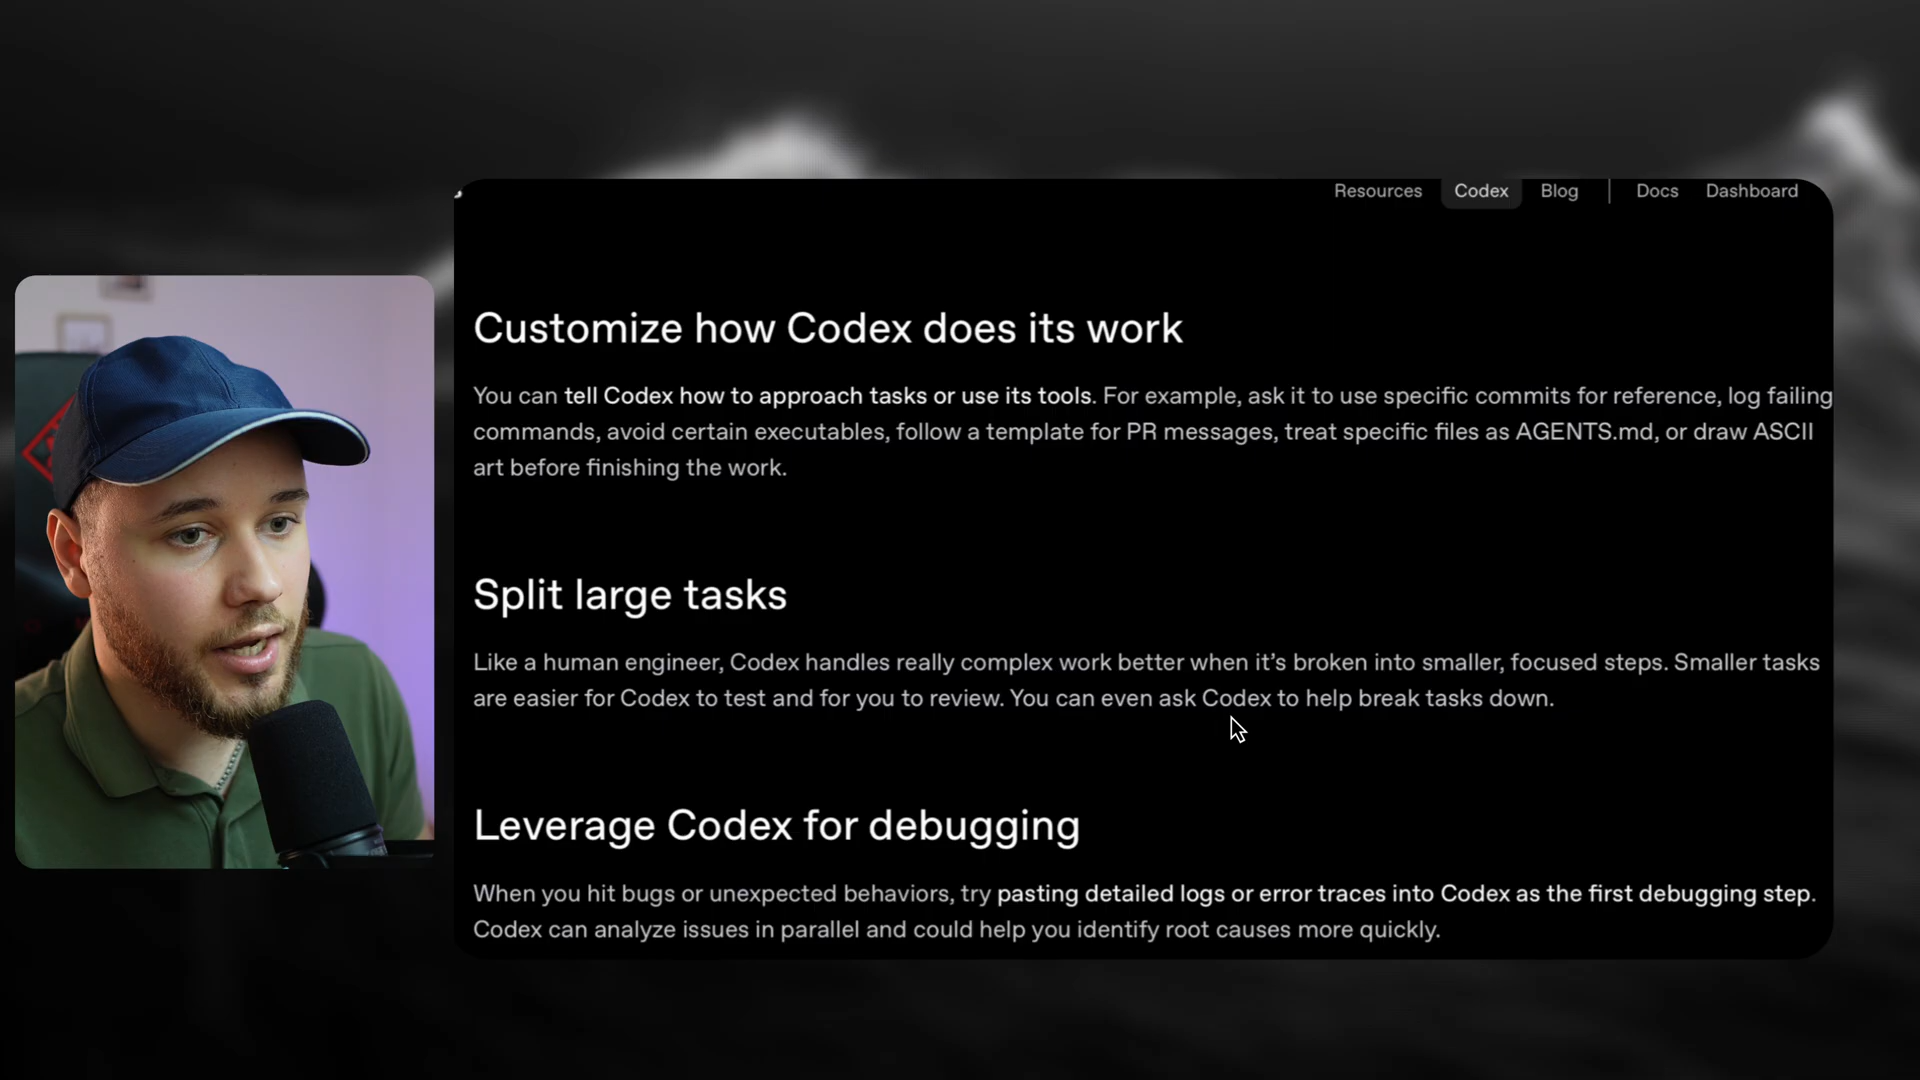 Resources Codex Blog Docs Dashboard
Customize how Codex does its work
You can tell Codex how to approach tasks or use its tools. For example, ask it to use specific commits for reference, log failing
commands, avoid certain executables, follow a template for PR messages, treat specific files as AGENTS.md, or draw ASCII
art before finishing the work.
Split large tasks
Like a human engineer, Codex handles really complex work better when it’s broken into smaller, focused steps. Smaller tasks
are easier for Codex to test and for you to review. You can even ask Codex to help break tasks down.
Leverage Codex for debugging
When you hit bugs or unexpected behaviors, try pasting detailed logs or error traces into Codex as the first debugging step.
Codex can analyze issues in parallel and could help you identify root causes more quickly.